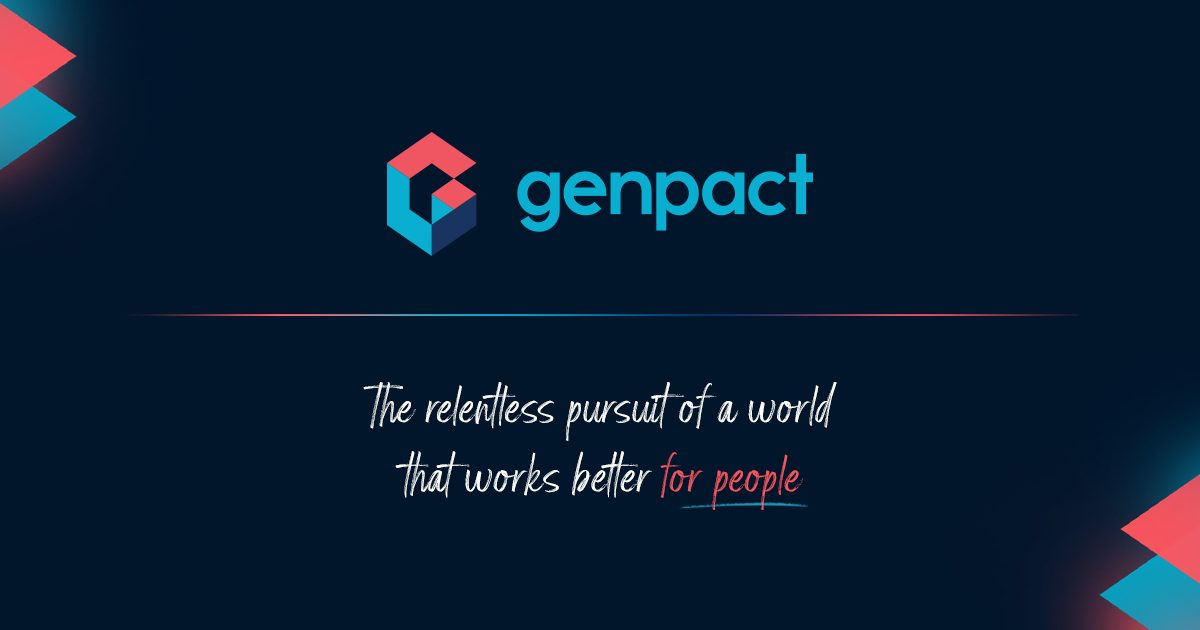 genpact
The relentless pursuit of a world
that works better for people